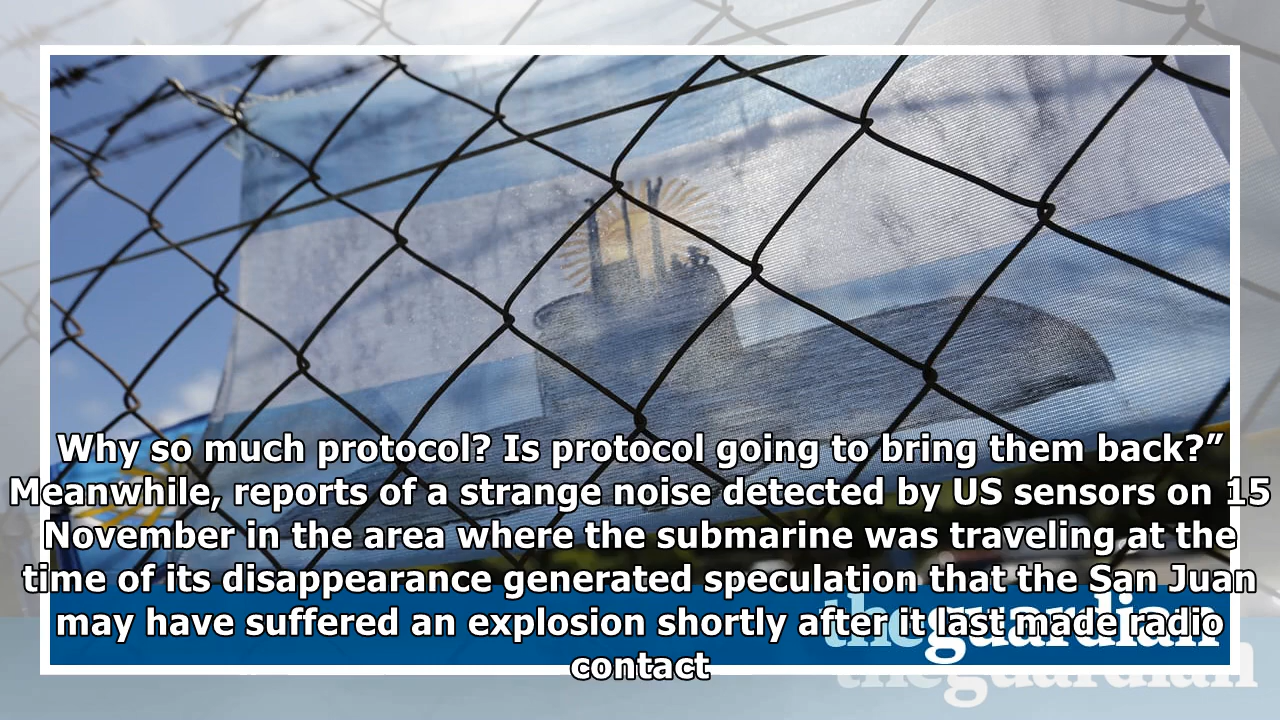 Why so much protocol? Is protocol going to bring them back?”
Meanwhile, reports of a strange noise detected by US sensors on 15
November in the area where the submarine was traveling at the
time of its disappearance generated speculation that the San Juan
may have suffered an explosion shortly after it last made radio
contact
theguardian
theguardian